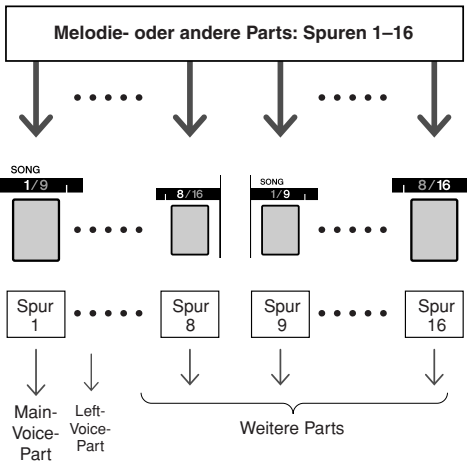 Melodie- oder andere Parts: Spuren 1–16
SONG
1/9
8/16
SONG
1/9
8/16
Spur
1
Spur
8
Spur
9
Spur
16
Main-
Voice-
Part
Left-
Voice-
Part
Weitere Parts